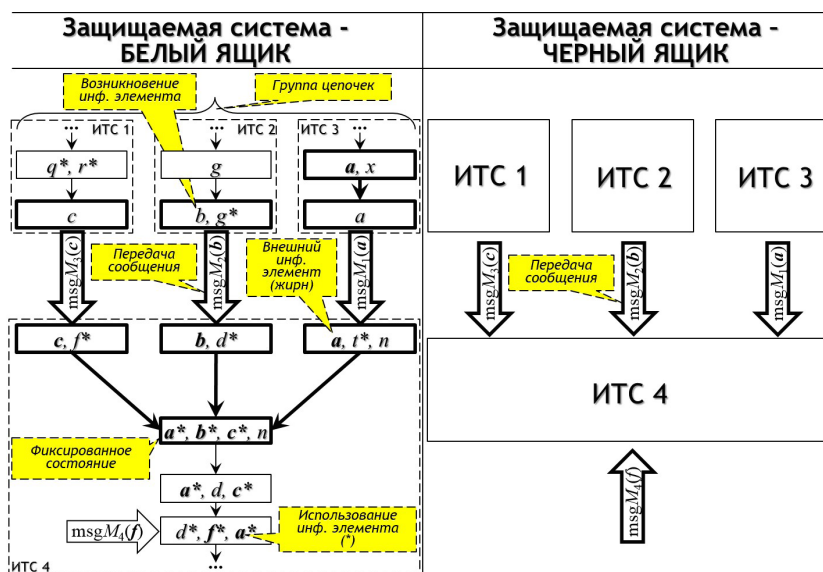 Защищаемая система -
БЕЛЫЙ ЯЩИК
Защищаемая система –
ЧЕРНЫЙ ЯЩИК
Возникновение
инф. элемента
Группа цепочек
...
ИТС 1
...
ИТС 2
ИТС 3
...
q*, r*
g
a, x
c
b, g*
a
Передача
сообщения
Внешний
инф.
элемент
(жирн)
msgM3(c)
msgM2(b)
msgM1(a)
c, f*
b, d*
a, t*, n
a*, b*, c*, n
Фиксированное
состояние
a*, d, c*
msgM4(f)
d*, f*, a*
Использование
инф. элемента
(*)
...
ИТС 4
ИТС 1
ИТС 2
ИТС 3
msgM3(c)
Передача
сообщения
msgM2(b)
msgM1(a)
ИТС 4
msgM4(f)